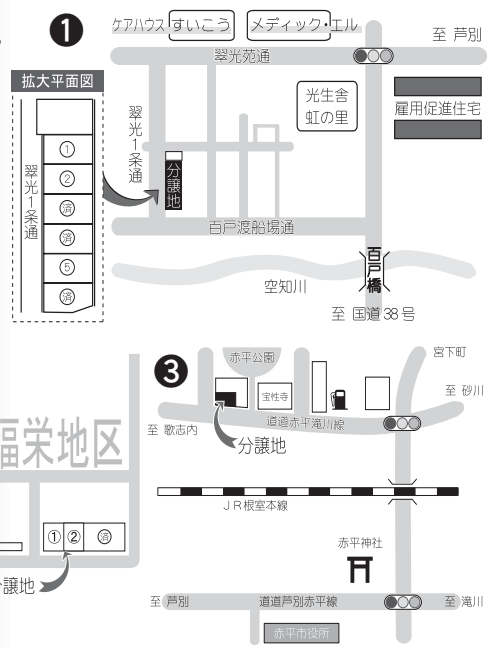 ❶
ケアハウス すいこう
メディック・エル
至 芦別
翠光苑通
拡大平面図
翠光1条通
①
②
済
済
⑤
済
翠光1条通
分譲地
光生舎
虹の里
雇用促進住宅
百戸渡船場通
空知川
百戸橋
至 国道38号
❸
赤平公園
宝性寺
宮下町
至 砂川
至 歌志内
道道赤平滝川線
分譲地
福栄地区
JR根室本線
① ② 済
譲地
赤平神社
至 芦別
道道芦別赤平線
至 滝川
赤平市役所